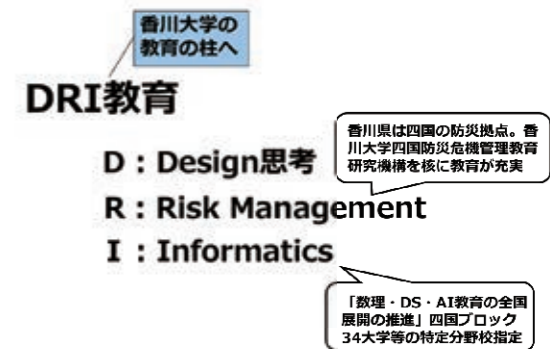 香川大学の
教育の柱へ
DRI教育
D：Design思考
香川県は四国の防災拠点。香
川大学四国防災危機管理教育
研究機構を核に教育が充実
R：Risk Management
I：Informatics
「数理・DS・AI教育の全国
展開の推進」四国ブロック
34大学等の特定分野校指定